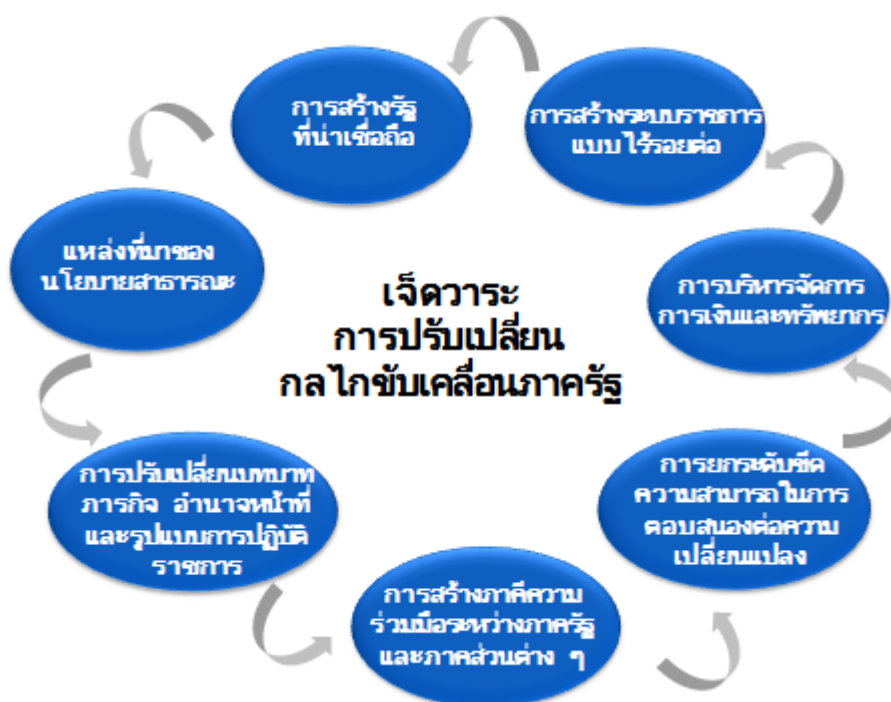 การสร้างรัฐ
ที่น่าเชื่อถือ
การสร้างระบบราชการ
แบบไร้รอยต่อ
แหล่งที่มาของ
นโยบายสาธารณะ
การบริหารจัดการ
การเงินและทรัพยากร
เจ็ดวาระ
การปรับเปลี่ยน
กลไกขับเคลื่อนภาครัฐ
การปรับเปลี่ยนบทบาท
ภารกิจ อำนาจหน้าที่
และรูปแบบการปฏิบัติ
ราชการ
การยกระดับขีด
ความสามารถในการ
ตอบสนองต่อความ
เปลี่ยนแปลง
การสร้างภาคีความ
ร่วมมือระหว่างภาครัฐ
และภาคส่วนต่าง ๆ